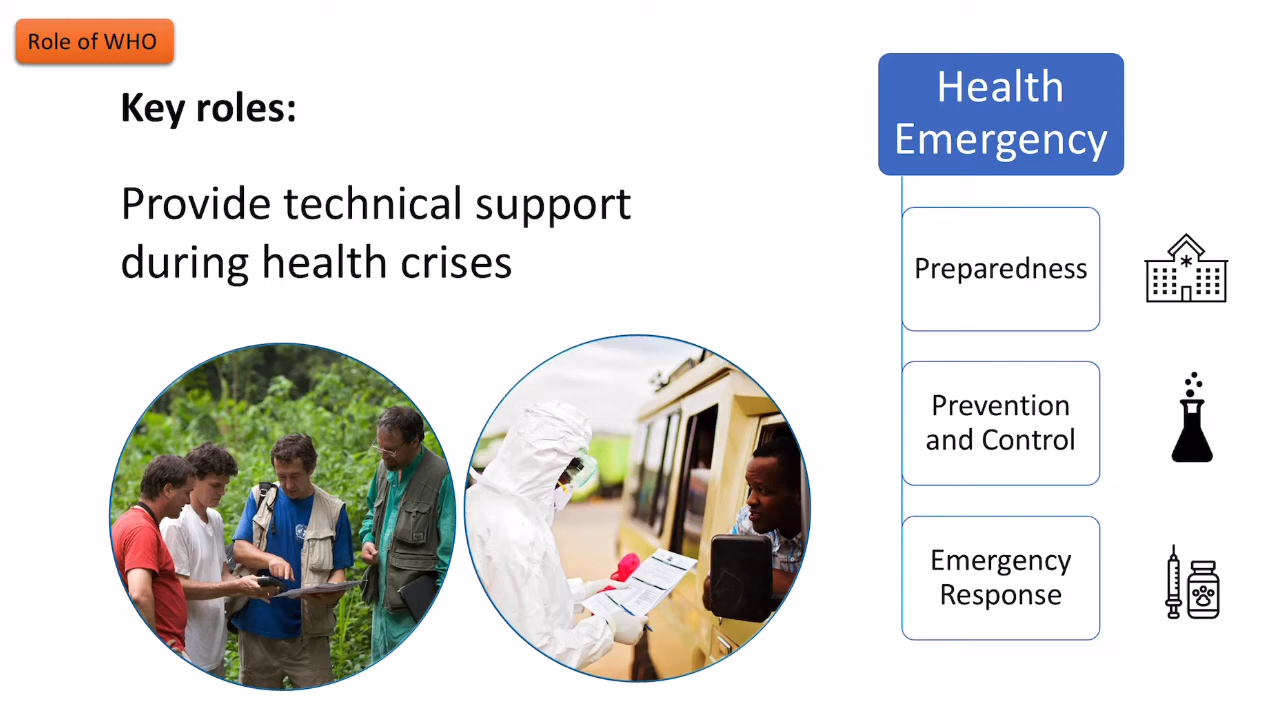 Role of WHO
Key roles:
Provide technical support
during health crises
Health
Emergency
Preparedness
Prevention
and Control
Emergency
Response